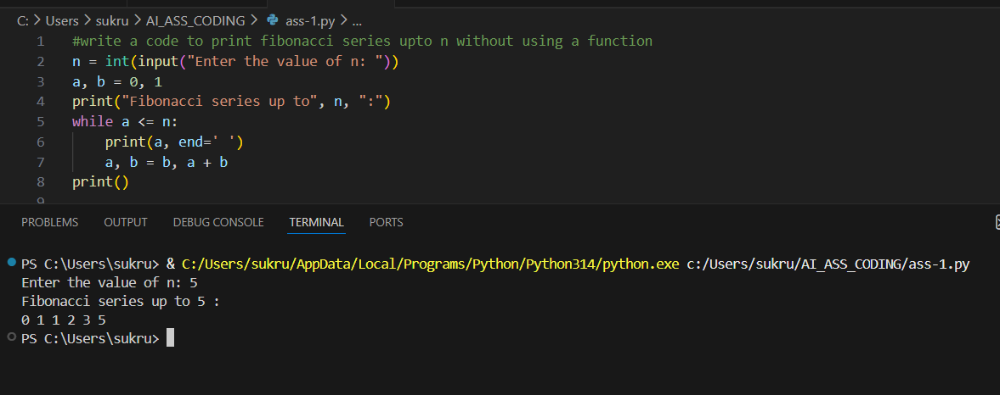 C: > Users > sukru > AI_ASS_CODING > ass-1.py > ...
1 #write a code to print fibonacci series upto n without using a function
2 n = int(input("Enter the value of n: "))
3 a, b = 0, 1
4 print("Fibonacci series up to", n, ":")
5 while a <= n:
6     print(a, end=' ')
7     a, b = b, a + b
8 print()
9
PROBLEMS OUTPUT DEBUG CONSOLE TERMINAL PORTS
PS C:\Users\sukru> & C:/Users/sukru/AppData/Local/Programs/Python/Python314/python.exe c:/Users/sukru/AI_ASS_CODING/ass-1.py
Enter the value of n: 5
Fibonacci series up to 5 :
0 1 1 2 3 5
PS C:\Users\sukru>